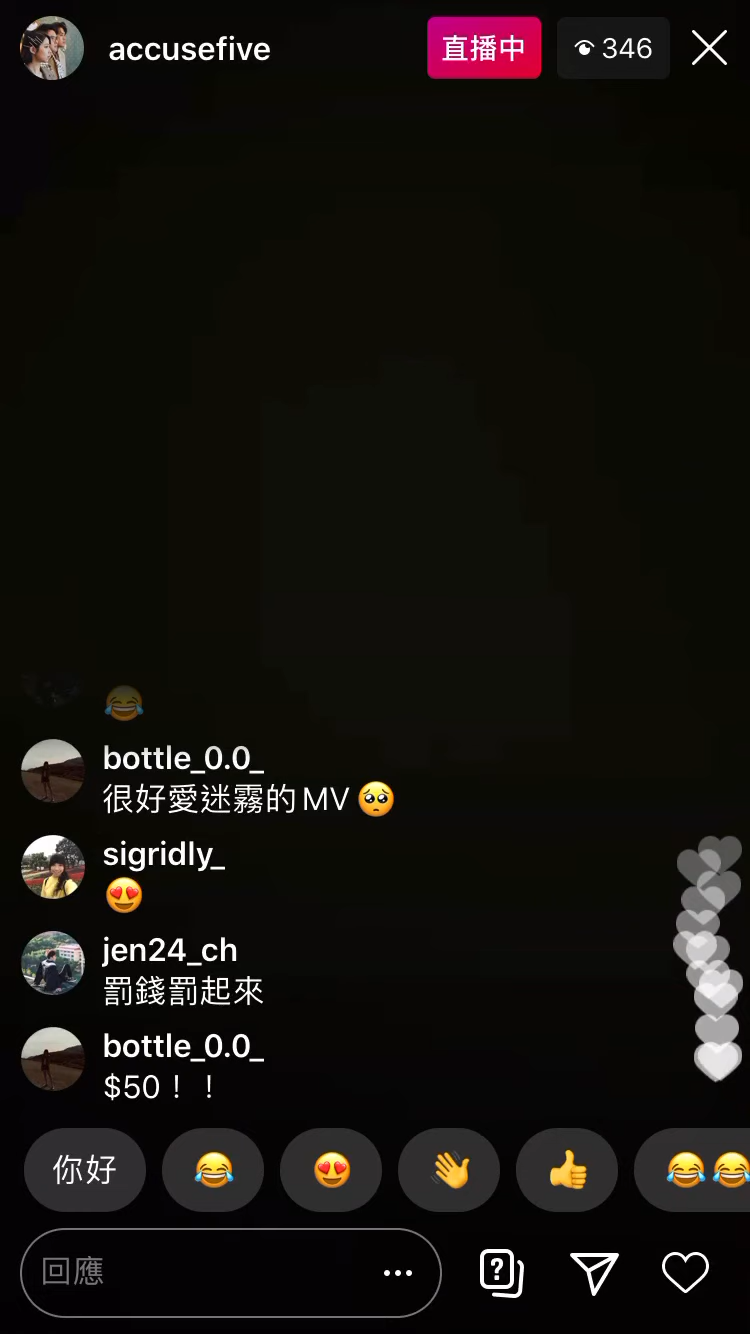 accusefive
直播中
346
😂
bottle_0.0_
很好愛迷霧的MV🥺
sigridly_
😍
jen24_ch
罰錢罰起來
bottle_0.0_
$50！！
你好 😂 😍 👋 👍 😂😂
回應